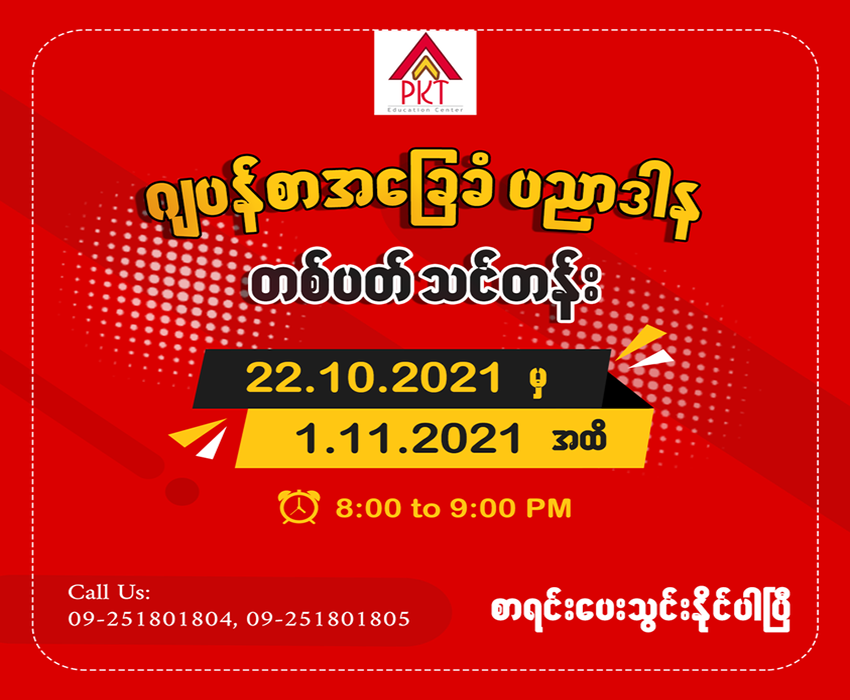 PKT
Education Center
ဂျပန်စာအခြေခံ ပညာဒါန
တစ်ပတ် သင်တန်း
22.10.2021 မှ
1.11.2021 အထိ
8:00 to 9:00 PM
Call Us:
09-251801804, 09-251801805
စာရင်းပေးသွင်းနိုင်ပါပြီ